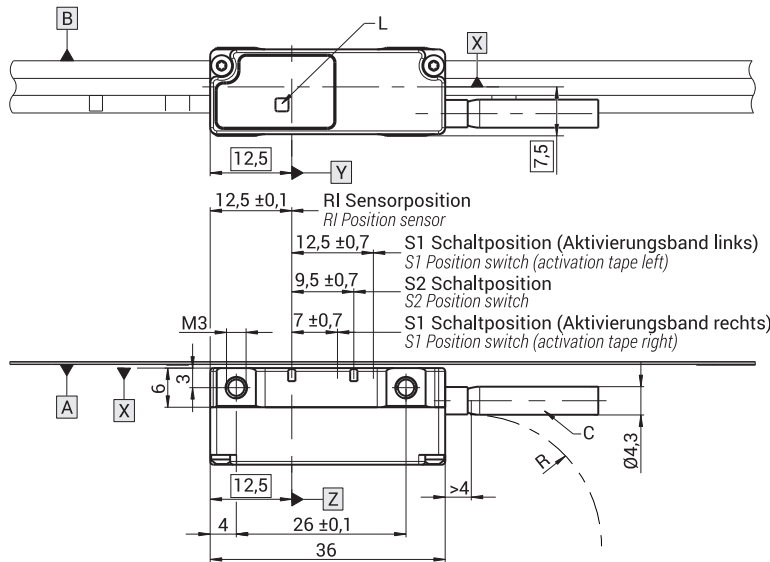 B
L
X
7,5
12,5
Y
12,5 ±0,1
RI Sensorposition
RI Position sensor
12,5 ±0,7
S1 Schaltposition (Aktivierungsband links)
S1 Position switch (activation tape left)
9,5 ±0,7
S2 Schaltposition
S2 Position switch
M3
7 ±0,7
S1 Schaltposition (Aktivierungsband rechts)
S1 Position switch (activation tape right)
A
X
6
3
C
Ø4,3
R
12,5
Z
>4
4
26 ±0,1
36